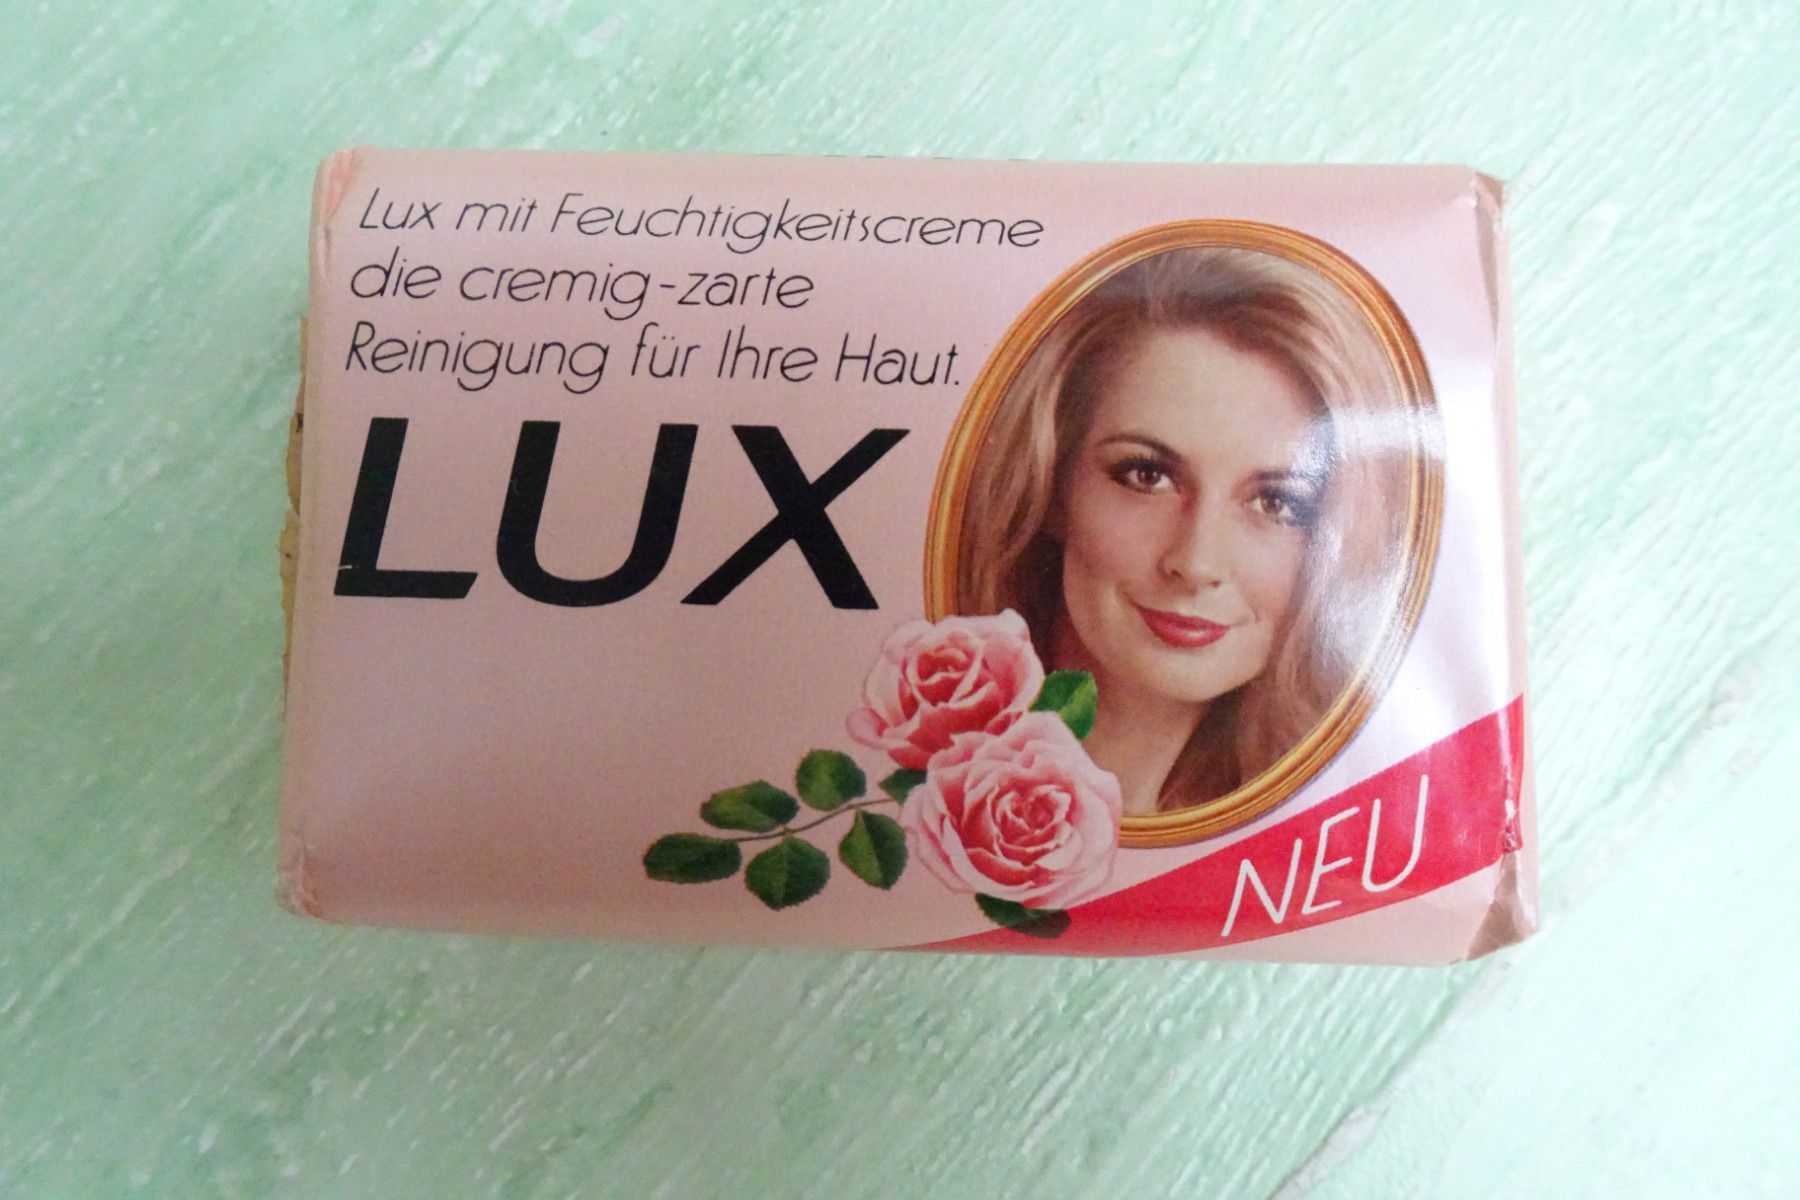 Lux mit Feuchtigkeitscreme
die cremig-zarte
Reinigung für Ihre Haut.
LUX
NEU